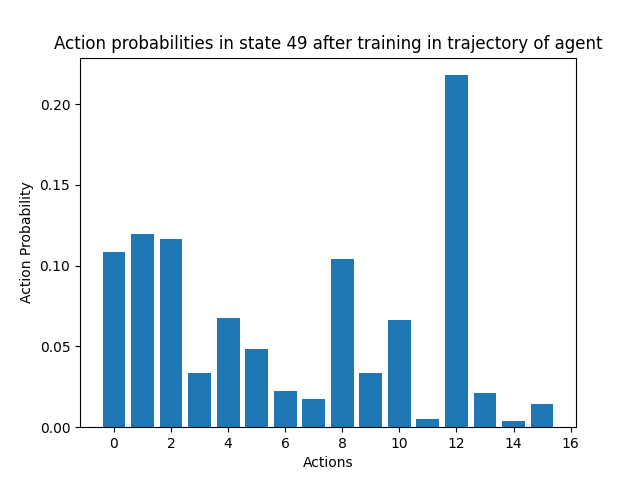 Action probabilities in state 49 after training in trajectory of agent
0.20
0.15
0.10
0.05
0.00
Action Probability
0 2 4 6 8 10 12 14 16
Actions